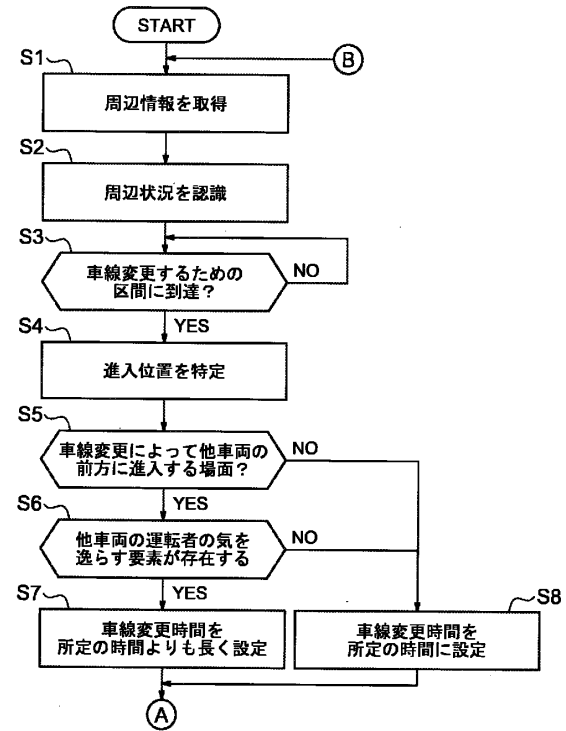 START
B
S1
周辺情報を取得
S2
周辺状況を認識
S3
車線変更するための
区間に到達?
NO
YES
S4
進入位置を特定
S5
車線変更によって他車両の
前方に進入する場面?
NO
YES
S6
他車両の運転者の気を
逸らす要素が存在する
NO
YES
S7
車線変更時間を
所定の時間よりも長く設定
S8
車線変更時間を
所定の時間に設定
A